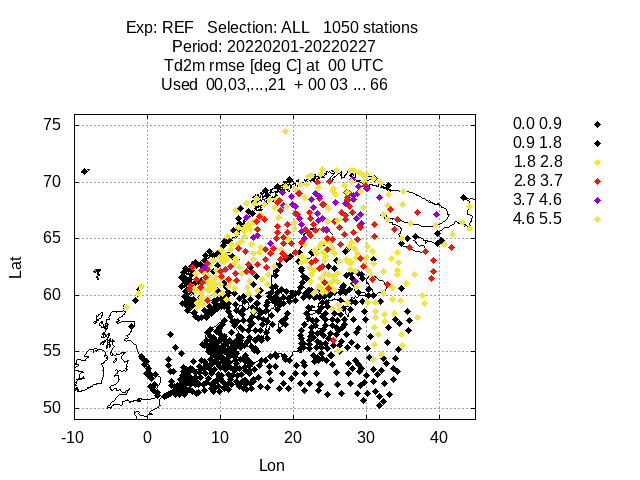 Exp: REF Selection: ALL 1050 stations
Period: 20220201-20220227
Td2m rmse [deg C] at 00 UTC
Used 00,03,...,21 + 00 03 ... 66
75
70
65
60
55
50
Lat
-10 0 10 20 30 40
Lon
0.0 0.9
0.9 1.8
1.8 2.8
2.8 3.7
3.7 4.6
4.6 5.5